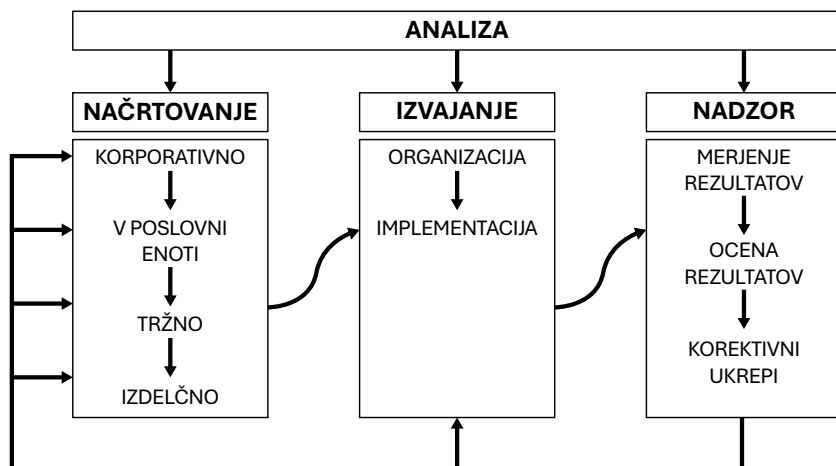 ANALIZA
NAČRTOVANJE
KORPORATIVNO
V POSLOVNI
ENOTI
TRŽNO
IZDELČNO
IZVAJANJE
ORGANIZACIJA
IMPLEMENTACIJA
NADZOR
MERJENJE
REZULTATOV
OCENA
REZULTATOV
KOREKTIVNI
UKREPI